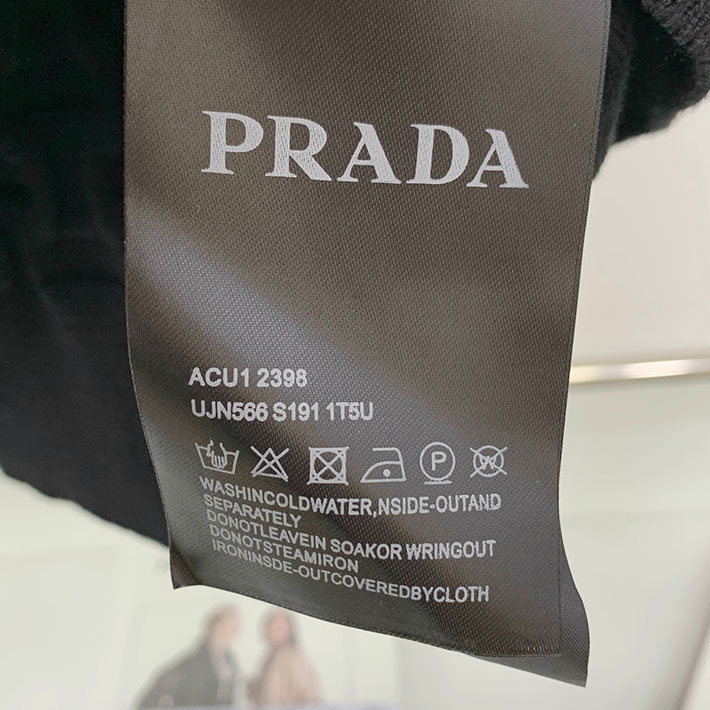 PRADA
ACU1 2398
UJN566 S191 1T5U
P W
WASHINCOLDWATER,NSIDE-OUTAND
SEPARATELY
DONOTLEAVEIN SOAKOR WRINGOUT
DONOTSTEAMIRON
IRONINSDE-OUTCOVEREDBYCLOTH